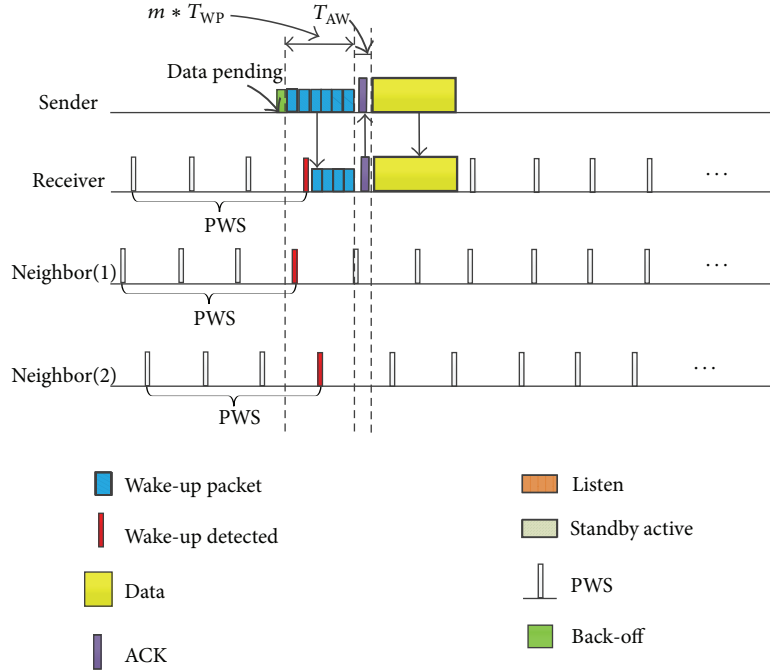 m ∗ T_WP
T_AW
Data pending
Sender
Receiver
...
PWS
Neighbor(1)
...
PWS
Neighbor(2)
...
PWS
Wake-up packet
Listen
Wake-up detected
Standby active
Data
PWS
ACK
Back-off